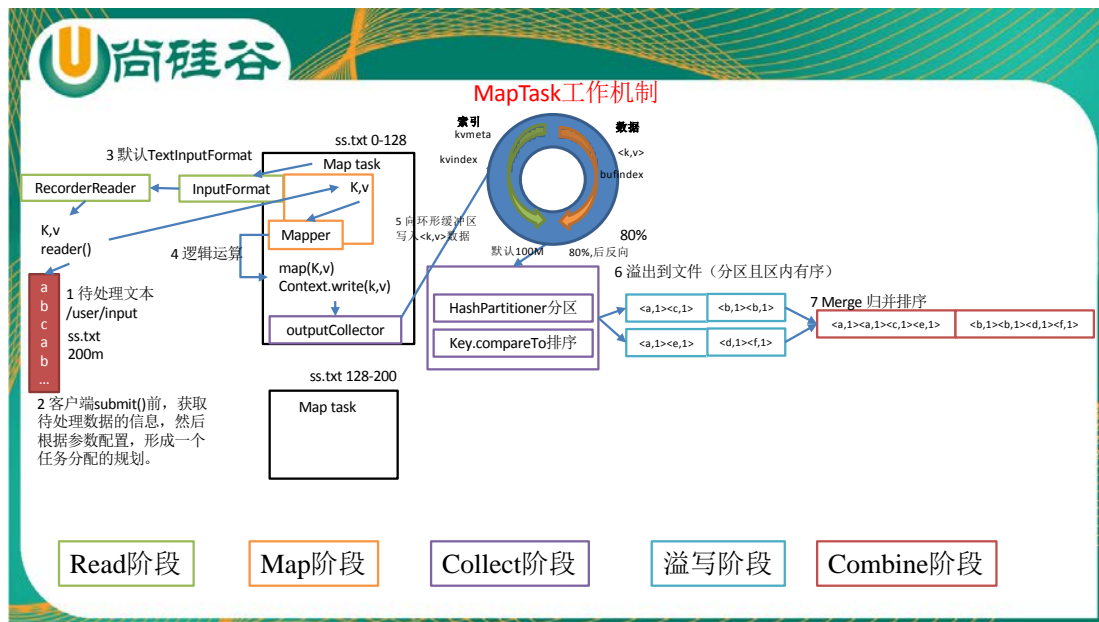 尚硅谷
MapTask工作机制
索引
kvmeta
kvindex
数据
<k,v>
bufindex
ss.txt 0-128
3 默认TextInputFormat
Map task
RecorderReader
InputFormat
K,v
K,v
reader()
Mapper
5 向环形缓冲区
写入<k,v>数据
80%
默认100M
80%,后反向
4 逻辑运算
map(K,v)
Context.write(k,v)
outputCollector
a
b
c
a
b
...
1 待处理文本
/user/input
ss.txt
200m
6 溢出到文件（分区且区内有序）
HashPartitioner分区
Key.compareTo排序
<a,1><c,1>
<b,1><b,1>
<a,1><e,1>
<d,1><f,1>
7 Merge 归并排序
<a,1><a,1><c,1><e,1>
<b,1><b,1><d,1><f,1>
ss.txt 128-200
Map task
2 客户端submit()前，获取
待处理数据的信息，然后
根据参数配置，形成一个
任务分配的规划。
Read阶段
Map阶段
Collect阶段
溢写阶段
Combine阶段